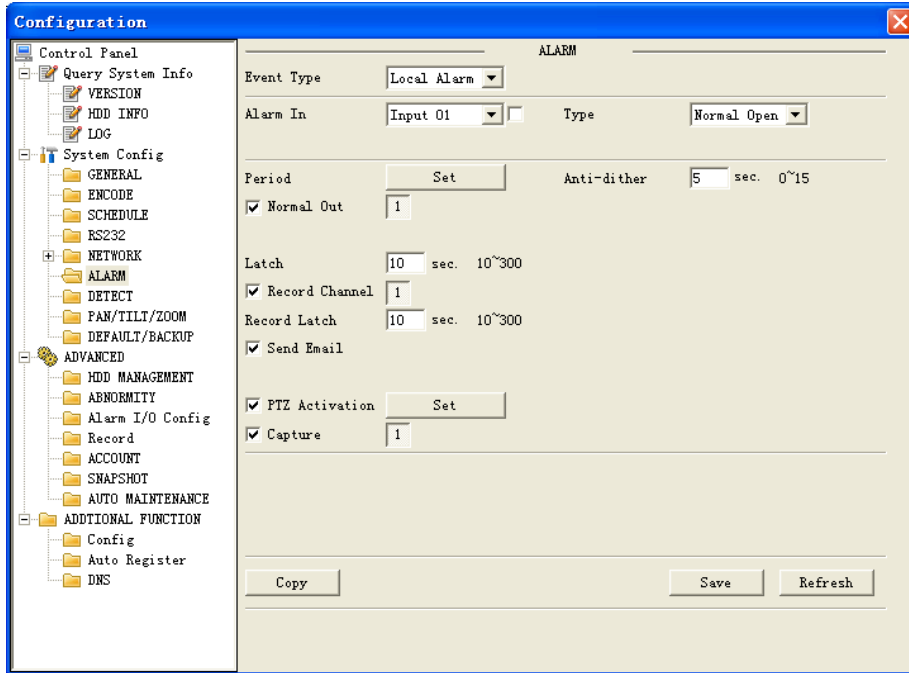 Configuration
Control Panel
Query System Info
VERSION
HDD INFO
LOG
System Config
GENERAL
ENCODE
SCHEDULE
RS232
NETWORK
ALARM
DETECT
PAN/TILT/ZOOM
DEFAULT/BACKUP
ADVANCED
HDD MANAGEMENT
ABNORMITY
Alarm I/O Config
Record
ACCOUNT
SNAPSHOT
AUTO MAINTENANCE
ADDTIONAL FUNCTION
Config
Auto Register
DNS
ALARM
Event Type Local Alarm
Alarm In Input 01 Type Normal Open
Period Set Anti-dither 5 sec. 0~15
Normal Out 1
Latch 10 sec. 10~300
Record Channel 1
Record Latch 10 sec. 10~300
Send Email
PTZ Activation Set
Capture 1
Copy Save Refresh